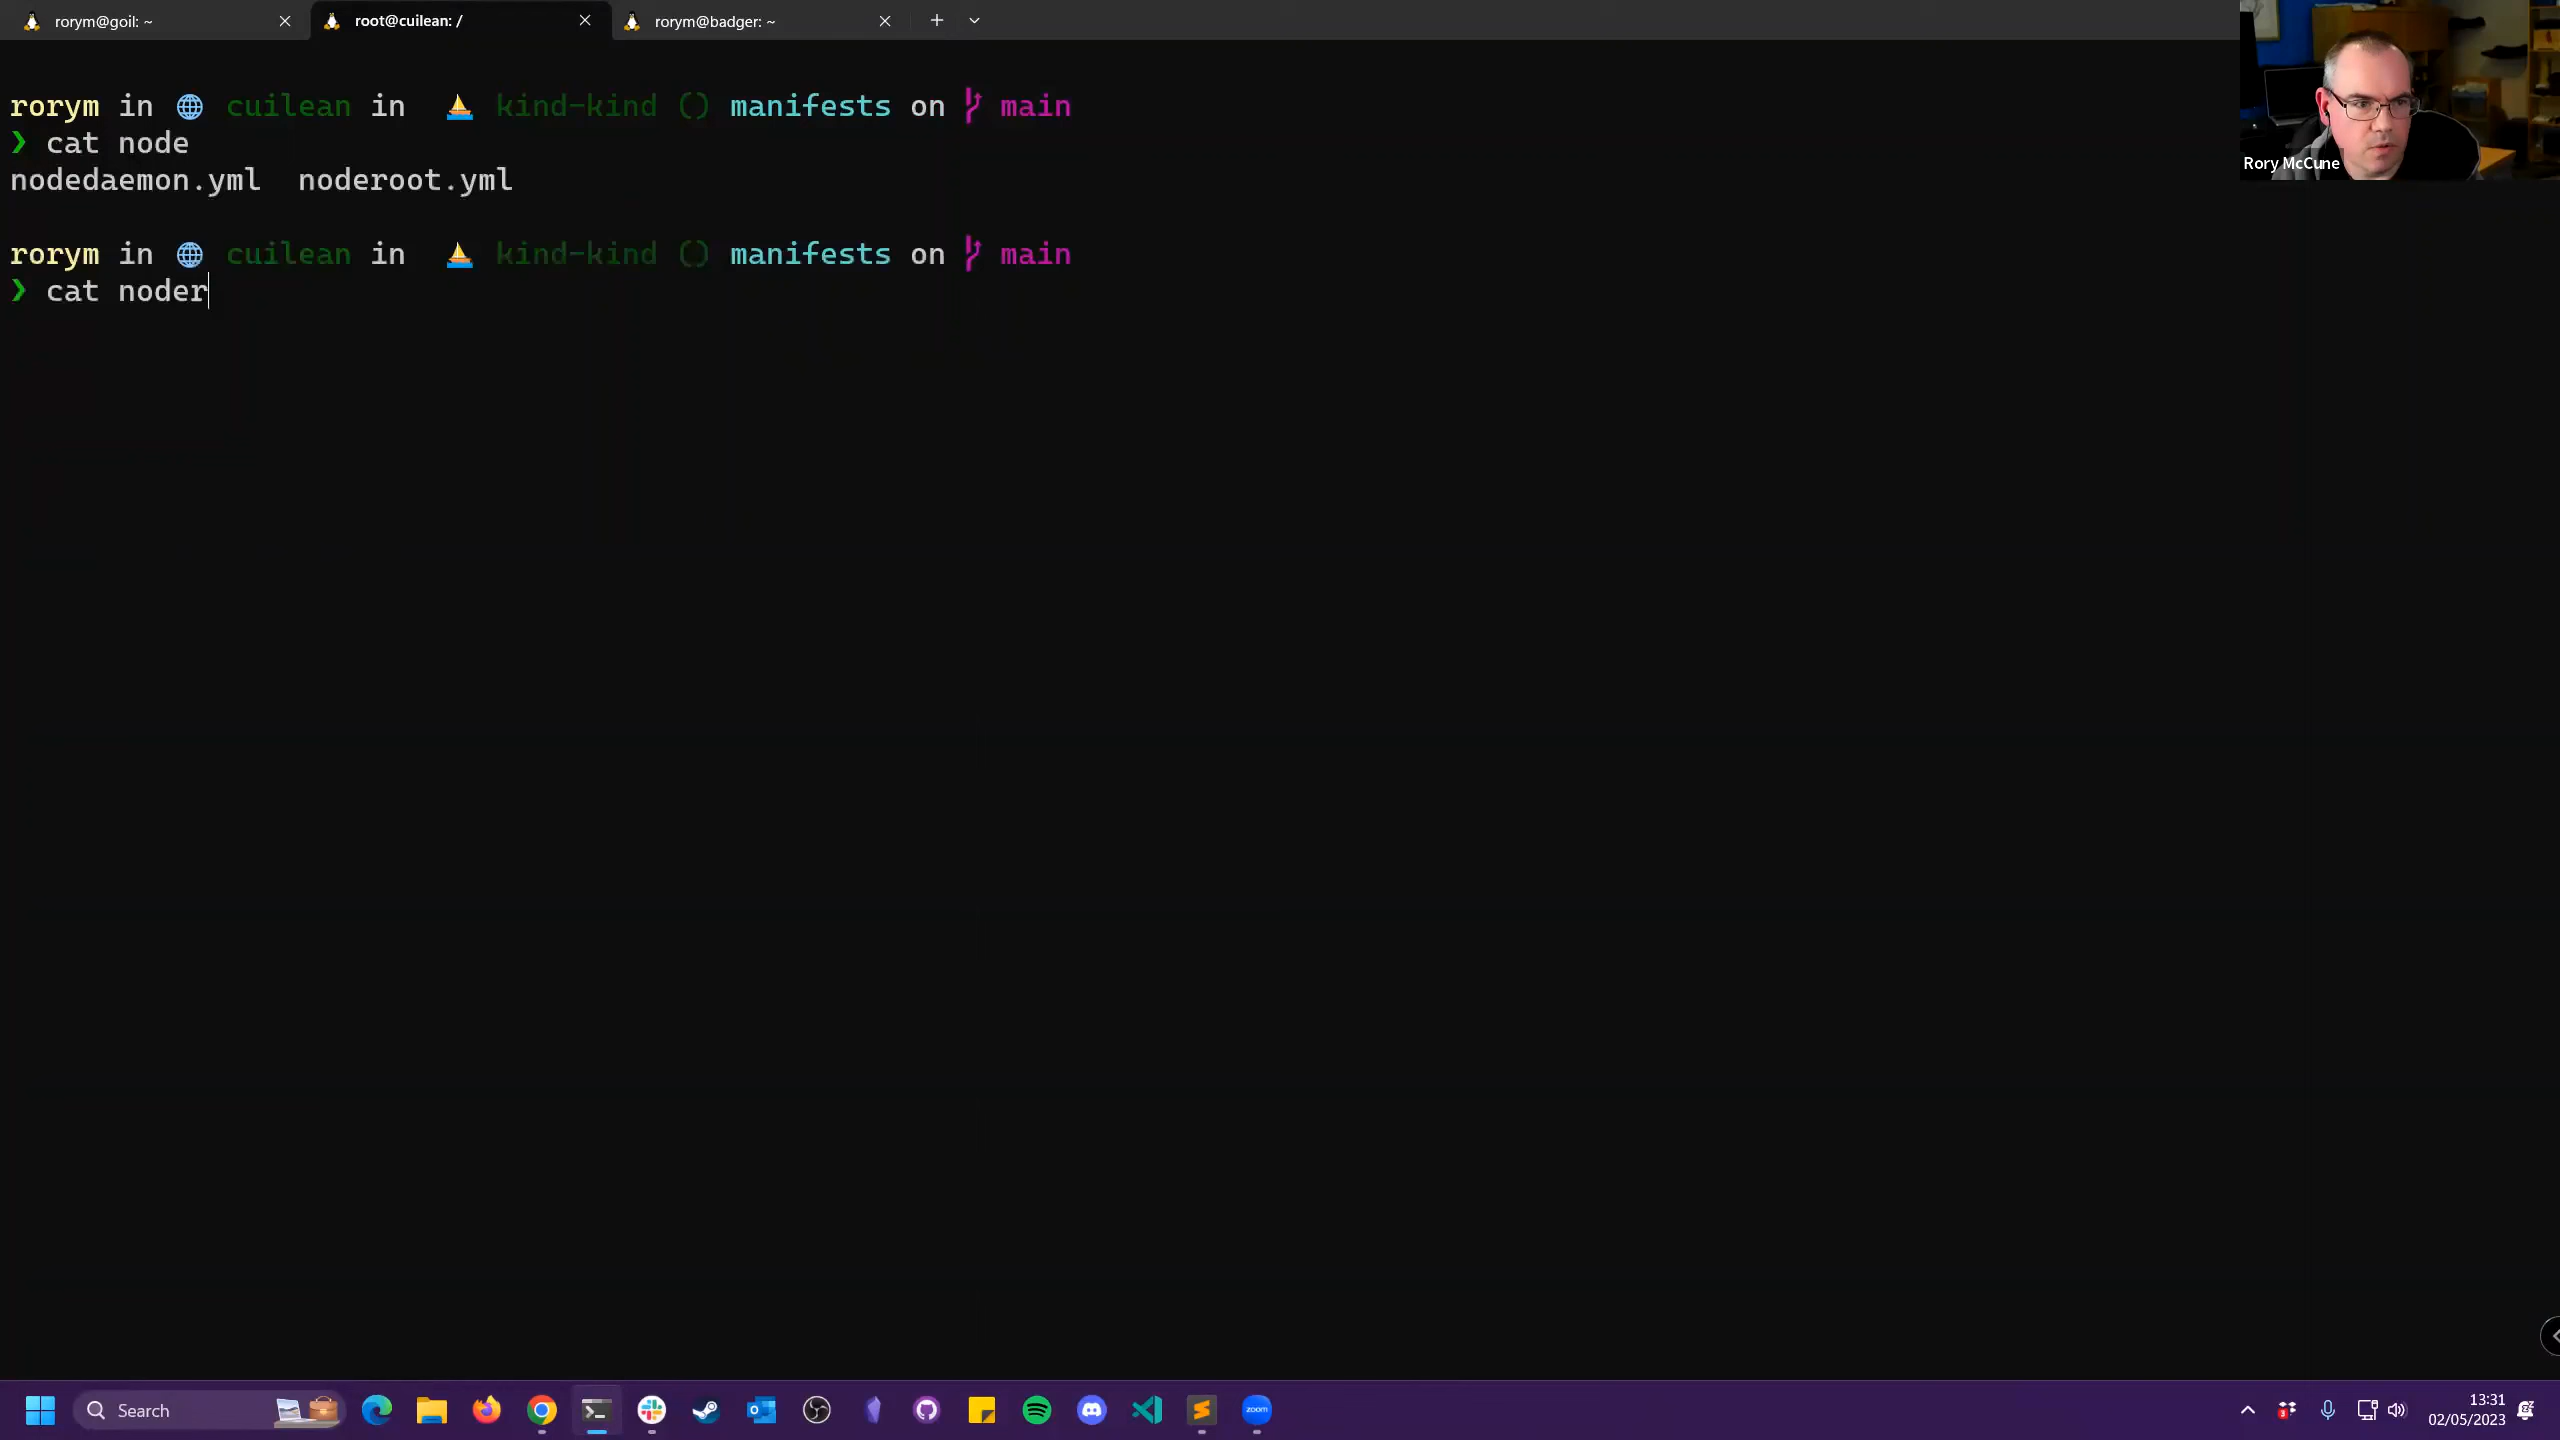 rorym@goil: ~
root@cuilean: /
rorym@badger: ~
rorym in cuilean in kind-kind () manifests on main
❯ cat node
nodedaemon.yml  noderoot.yml
rorym in cuilean in kind-kind () manifests on main
❯ cat noder
Rory McCune
Search
zoom
13:31
02/05/2023